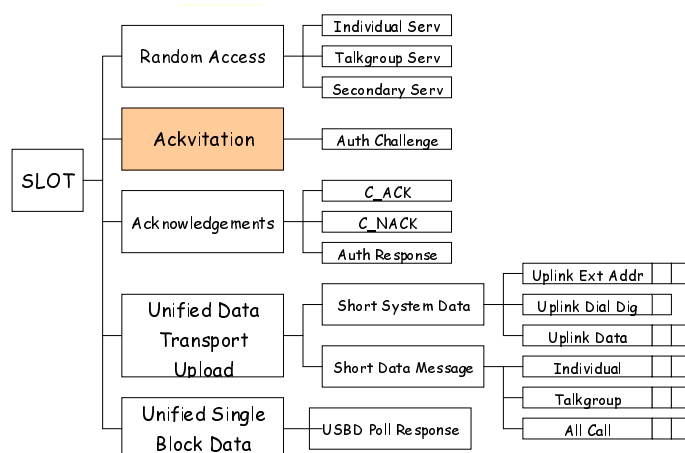 Individual Serv
Random Access
Talkgroup Serv
Secondary Serv
Ackvitation
Auth Challenge
SLOT
C_ACK
Acknowledgements
C_NACK
Auth Response
Unified Data
Transport
Upload
Short System Data
Uplink Ext Addr
Uplink Dial Dig
Uplink Data
Short Data Message
Individual
Talkgroup
All Call
Unified Single
Block Data
USBD Poll Response